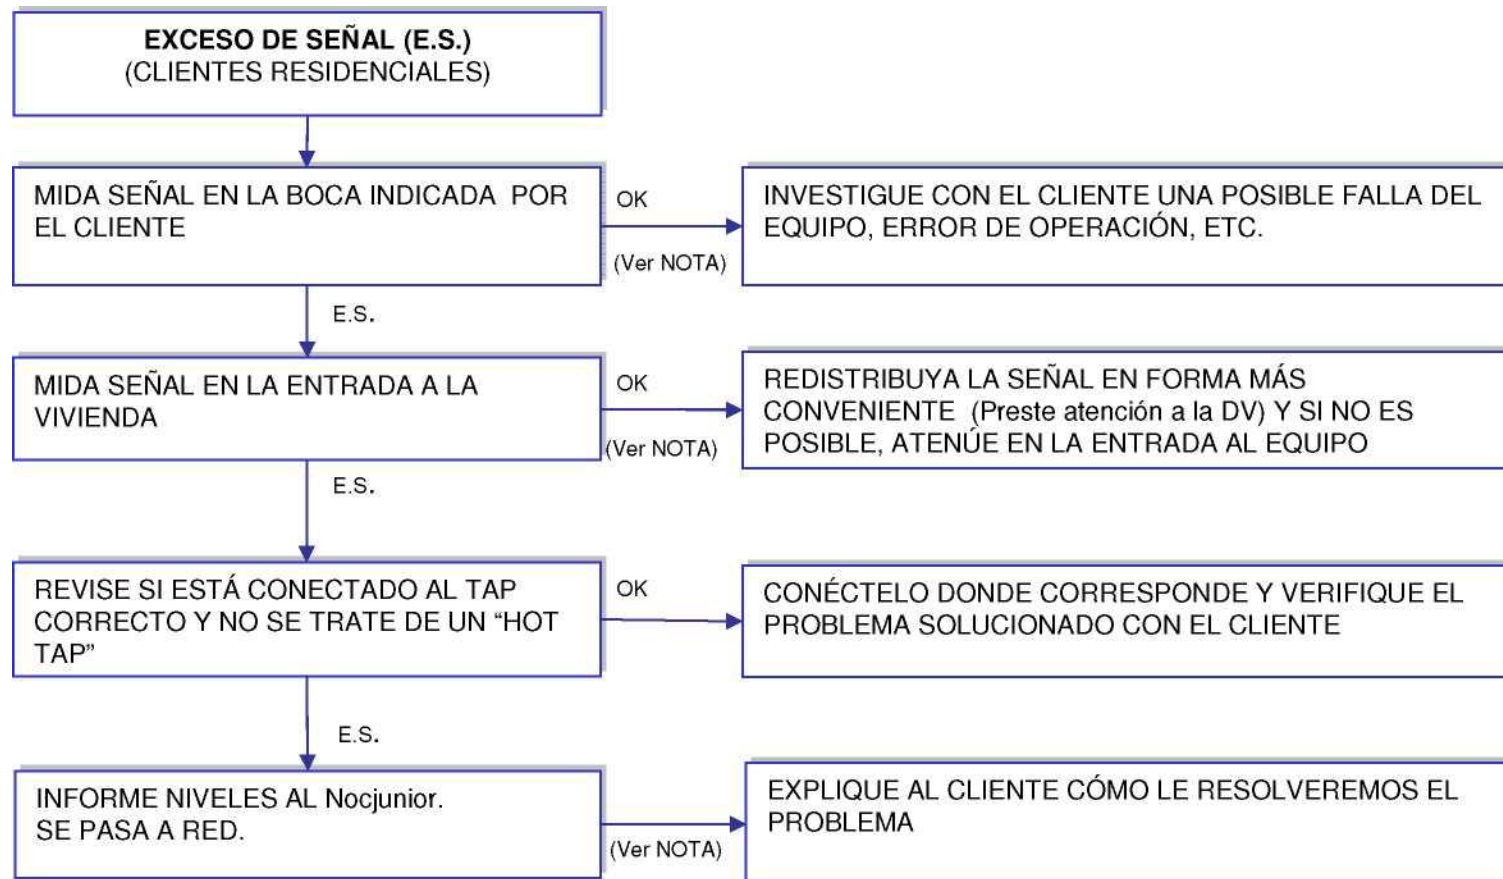 EXCESO DE SEÑAL (E.S.)
(CLIENTES RESIDENCIALES)
MIDA SEÑAL EN LA BOCA INDICADA POR
EL CLIENTE
OK
(Ver NOTA)
INVESTIGUE CON EL CLIENTE UNA POSIBLE FALLA DEL
EQUIPO, ERROR DE OPERACIÓN, ETC.
E.S.
MIDA SEÑAL EN LA ENTRADA A LA
VIVIENDA
OK
(Ver NOTA)
REDISTRIBUYA LA SEÑAL EN FORMA MÁS
CONVENIENTE (Preste atención a la DV) Y SI NO ES
POSIBLE, ATENÚE EN LA ENTRADA AL EQUIPO
E.S.
REVISE SI ESTÁ CONECTADO AL TAP
CORRECTO Y NO SE TRATE DE UN “HOT
TAP”
OK
CONÉCTELO DONDE CORRESPONDE Y VERIFIQUE EL
PROBLEMA SOLUCIONADO CON EL CLIENTE
E.S.
INFORME NIVELES AL Nocjunior.
SE PASA A RED.
(Ver NOTA)
EXPLIQUE AL CLIENTE CÓMO LE RESOLVEREMOS EL
PROBLEMA